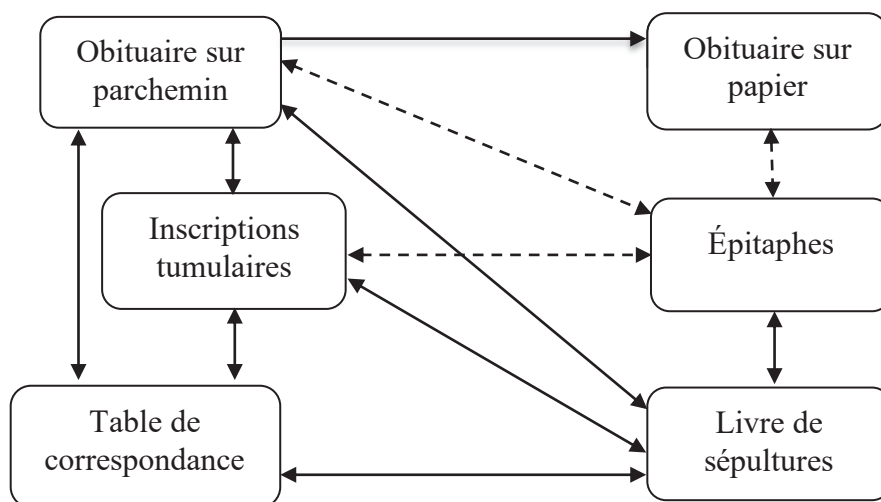 Obituaire sur
parchemin
Obituaire sur
papier
Inscriptions
tumulaires
Épitaphes
Table de
correspondance
Livre de
sépultures